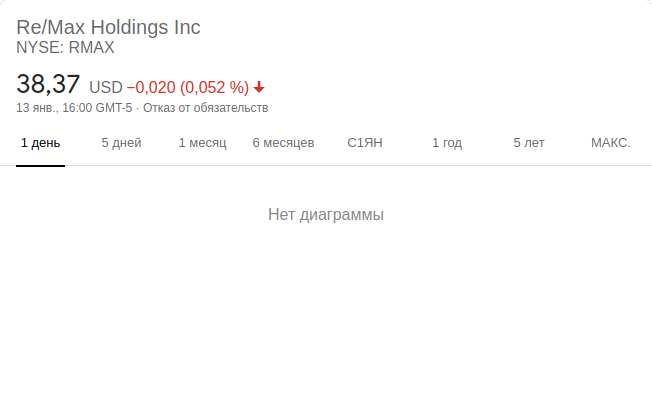 Re/Max Holdings Inc
NYSE: RMAX
38,37 USD −0,020 (0,052 %)
13 янв., 16:00 GMT-5 · Отказ от обязательств
1 день 5 дней 1 месяц 6 месяцев С1ЯН 1 год 5 лет МАКС.
Нет диаграммы